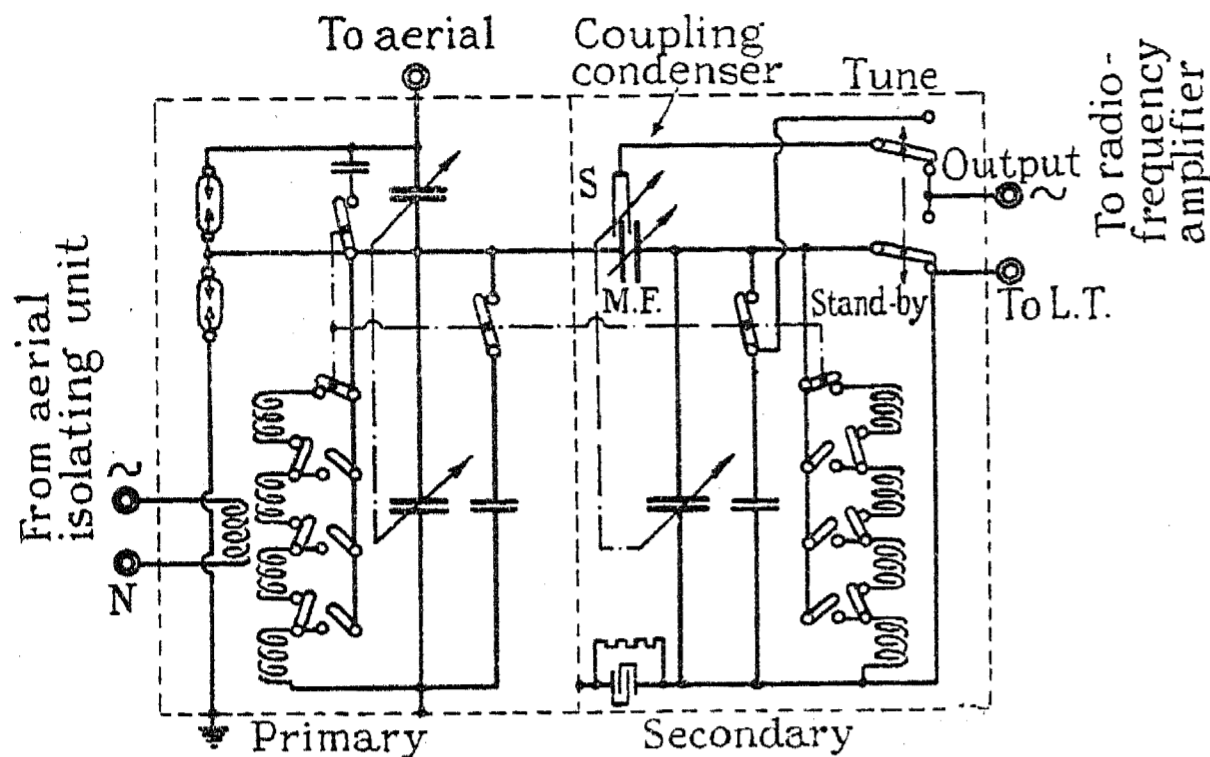 To aerial
Coupling
condenser
Tune
To radio-
frequency
amplifier
S
Output
M.F.
Stand-by
To L.T.
From aerial
isolating unit
N
Primary
Secondary